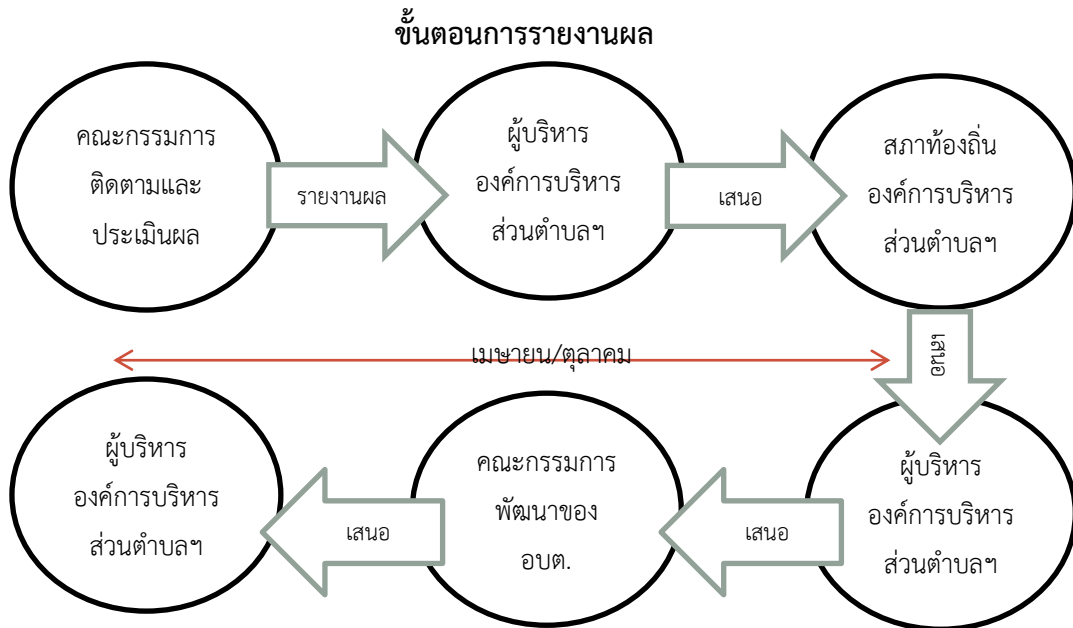 ขั้นตอนการรายงานผล
คณะกรรมการ
ติดตามและ
ประเมินผล
รายงานผล
ผู้บริหาร
องค์การบริหาร
ส่วนตำบลฯ
เสนอ
สภาท้องถิ่น
องค์การบริหาร
ส่วนตำบลฯ
เสนอ
เมษายน/ตุลาคม
ผู้บริหาร
องค์การบริหาร
ส่วนตำบลฯ
เสนอ
คณะกรรมการ
พัฒนาของ
อบต.
เสนอ
ผู้บริหาร
องค์การบริหาร
ส่วนตำบลฯ